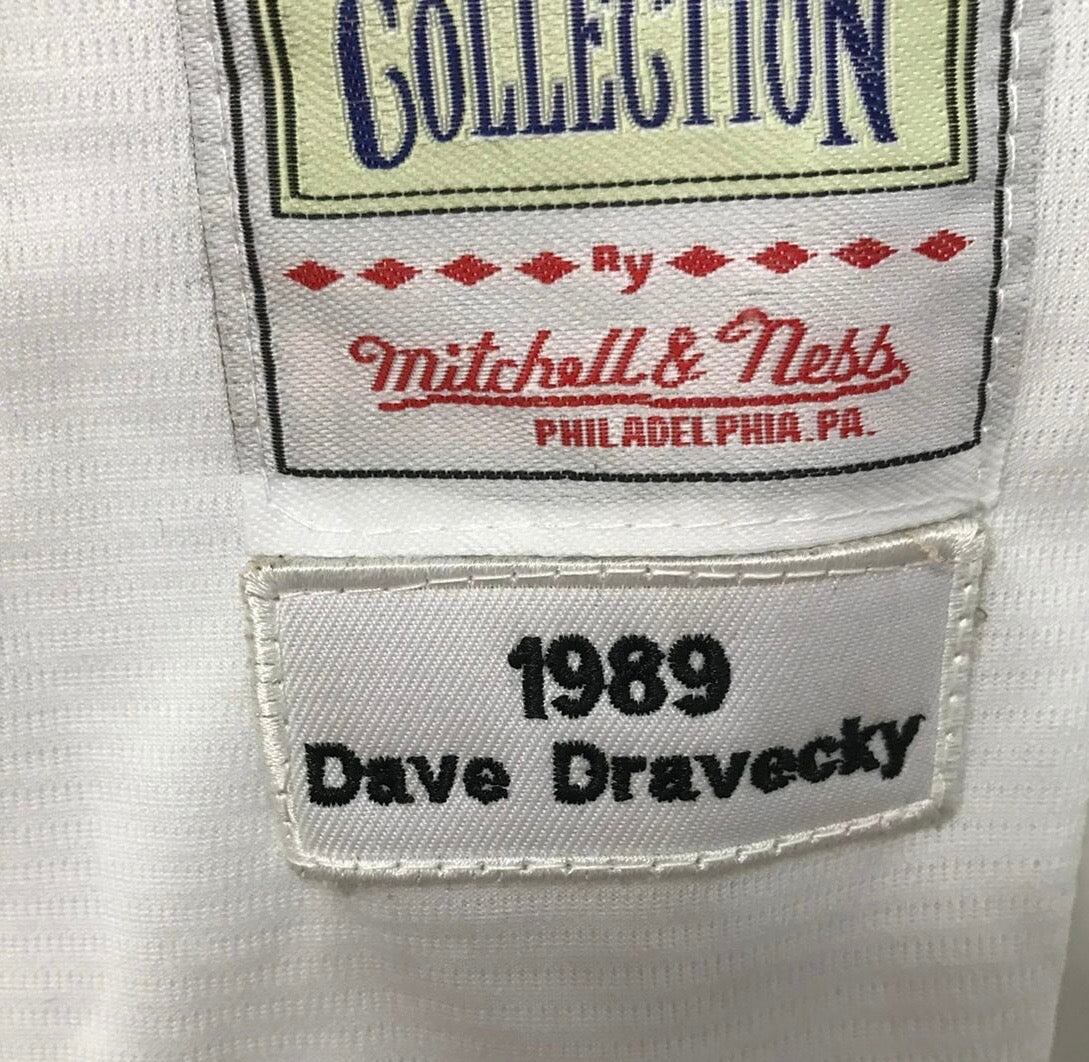 COLLECTION
By
Mitchell & Ness
PHILADELPHIA.PA.
1989
Dave Dravecky